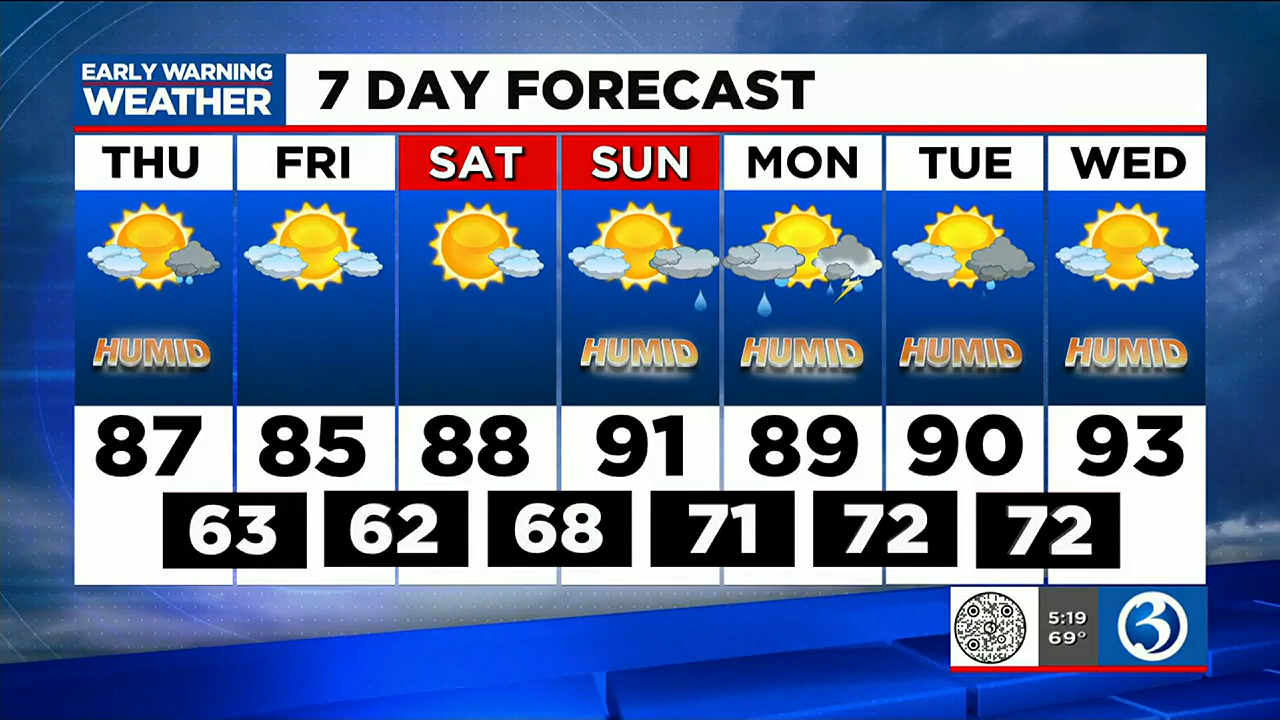 EARLY WARNING
WEATHER
7 DAY FORECAST
THU FRI SAT SUN MON TUE WED
HUMID HUMID HUMID HUMID HUMID
87 85 88 91 89 90 93
63 62 68 71 72 72
5:19
69°
3